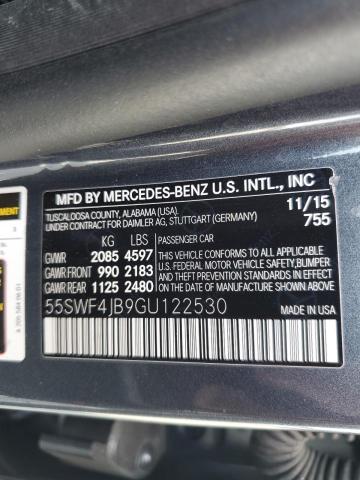 MFD BY MERCEDES-BENZ U.S. INTL., INC
TUSCALOOSA COUNTY, ALABAMA (USA) 11/15
UNDER CONTRACT FOR DAIMLER AG, STUTTGART (GERMANY) 755
KG LBS PASSENGER CAR
GVWR 2085 4597
GAWR FRONT 990 2183
GAWR REAR 1125 2480
THIS VEHICLE CONFORMS TO ALL APPLICABLE
U.S. FEDERAL MOTOR VEHICLE SAFETY,BUMPER,
AND THEFT PREVENTION STANDARDS IN EFFECT
ON THE DATE OF MANUFACTURE SHOWN ABOVE.
55SWF4JB9GU122530
MADE IN USA